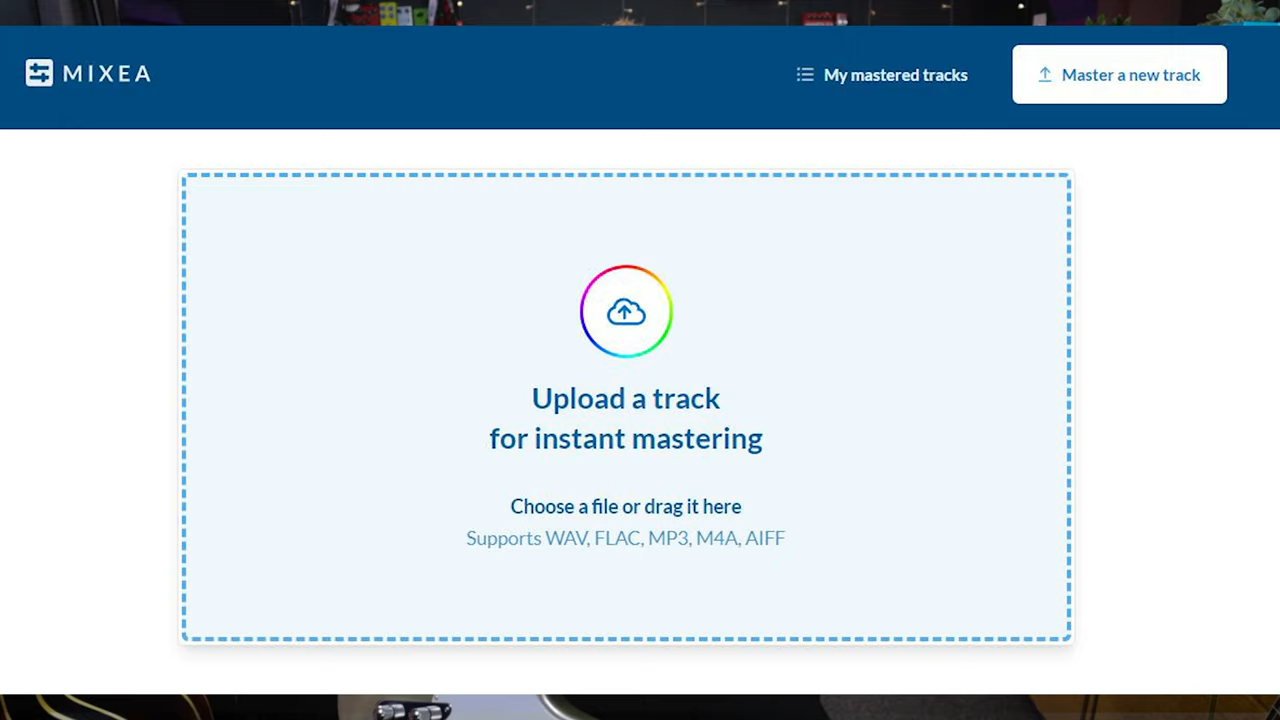 MIXEA
My mastered tracks
Master a new track
Upload a track
for instant mastering
Choose a file or drag it here
Supports WAV, FLAC, MP3, M4A, AIFF